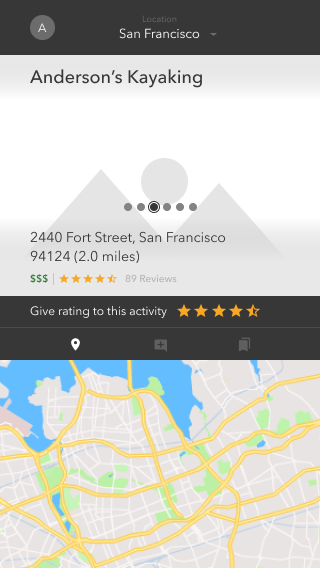 Location
A
San Francisco
Anderson’s Kayaking
2440 Fort Street, San Francisco
94124 (2.0 miles)
$$$ | 89 Reviews
Give rating to this activity